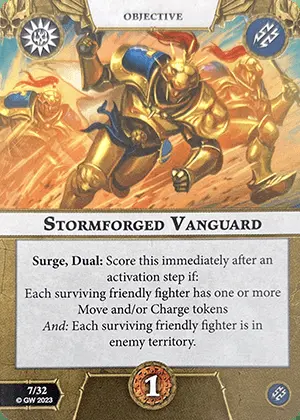 OBJECTIVE
STORMFORGED VANGUARD
Surge, Dual: Score this immediately after an
activation step if:
Each surviving friendly fighter has one or more
Move and/or Charge tokens
And: Each surviving friendly fighter is in
enemy territory.
7/32
© GW 2023
1